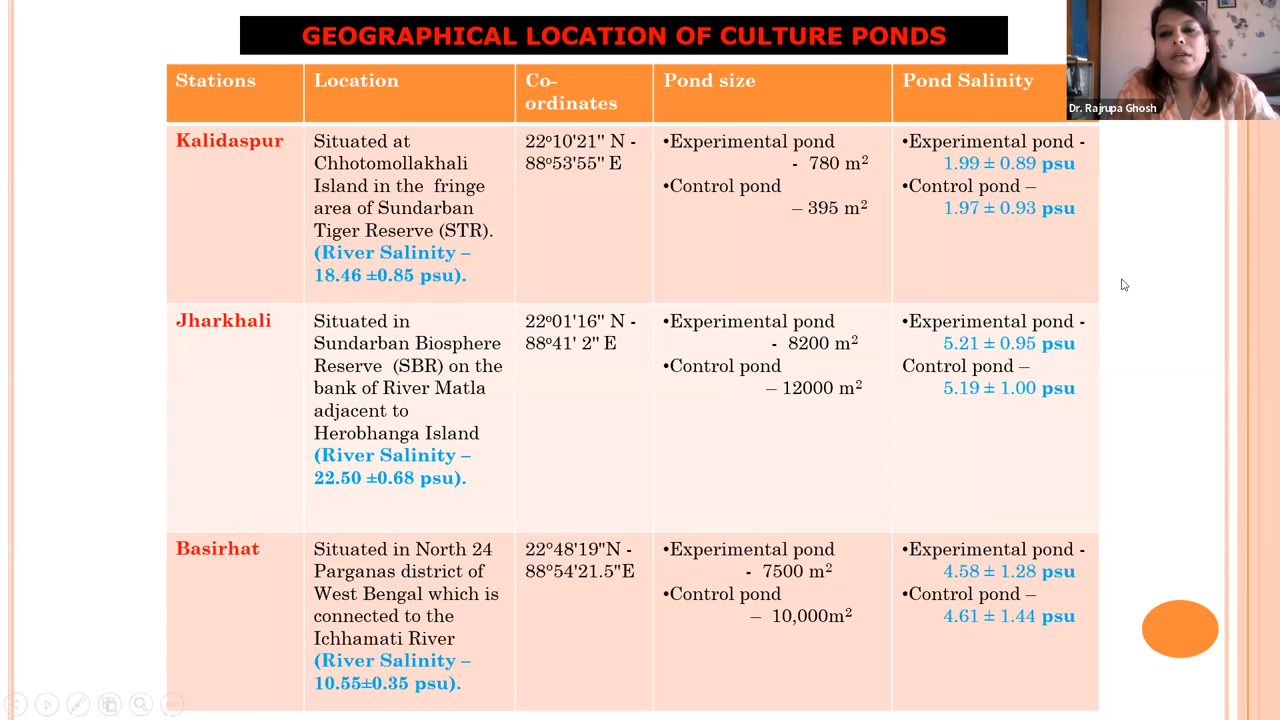 GEOGRAPHICAL LOCATION OF CULTURE PONDS
Dr. Rajrupa Ghosh
Stations
Location
Co-
ordinates
Pond size
Pond Salinity
Kalidaspur
Situated at
Chhotomollakhali
Island in the fringe
area of Sundarban
Tiger Reserve (STR).
(River Salinity –
18.46 ±0.85 psu).
22º10'21" N -
88º53'55" E
•Experimental pond
- 780 m²
•Control pond
– 395 m²
•Experimental pond -
1.99 ± 0.89 psu
•Control pond –
1.97 ± 0.93 psu
Jharkhali
Situated in
Sundarban Biosphere
Reserve (SBR) on the
bank of River Matla
adjacent to
Herobhanga Island
(River Salinity –
22.50 ±0.68 psu).
22º01'16" N -
88º41' 2" E
•Experimental pond
- 8200 m²
•Control pond
– 12000 m²
•Experimental pond -
5.21 ± 0.95 psu
Control pond –
5.19 ± 1.00 psu
Basirhat
Situated in North 24
Parganas district of
West Bengal which is
connected to the
Ichhamati River
(River Salinity –
10.55±0.35 psu).
22°48'19"N -
88°54'21.5"E
•Experimental pond
- 7500 m²
•Control pond
– 10,000m²
•Experimental pond -
4.58 ± 1.28 psu
•Control pond –
4.61 ± 1.44 psu